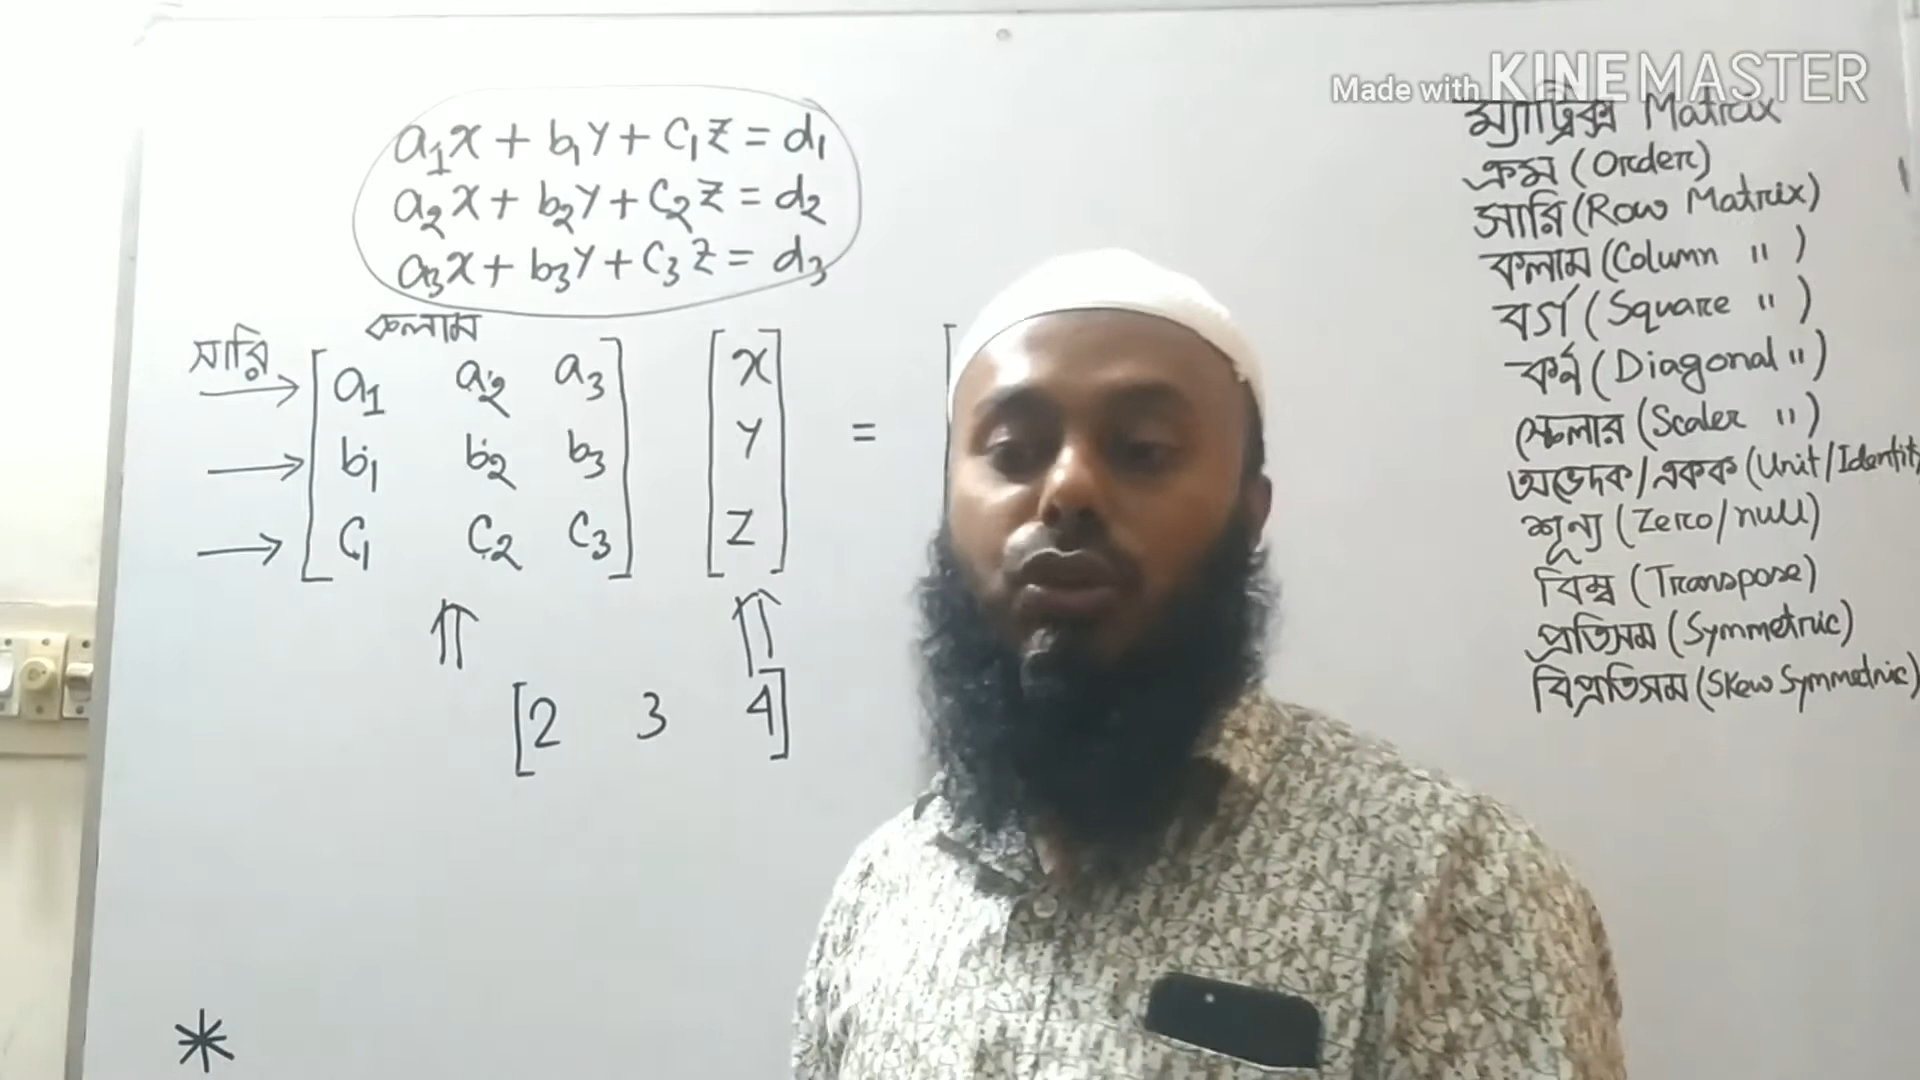 Made with KINEMASTER
a₁x + b₁y + c₁z = d₁
a₂x + b₂y + c₂z = d₂
a₃x + b₃y + c₃z = d₃
কলাম
সারি
a₁ a₂ a₃ x
b₁ b₂ b₃ y =
c₁ c₂ c₃ z
[2 3 4]
*
ম্যাট্রিক্স Matrix
ক্রম (Order)
সারি (Row Matrix)
কলাম (Column ")
বর্গ (Square ")
কর্ন (Diagonal ")
স্কেলার (Scaler ")
অভেদক/একক (Unit/Identity
শূন্য (Zero/null)
বিম্ব (Transpose)
প্রতিসম (Symmetric)
বিপ্রতিসম (Skew Symmetric)